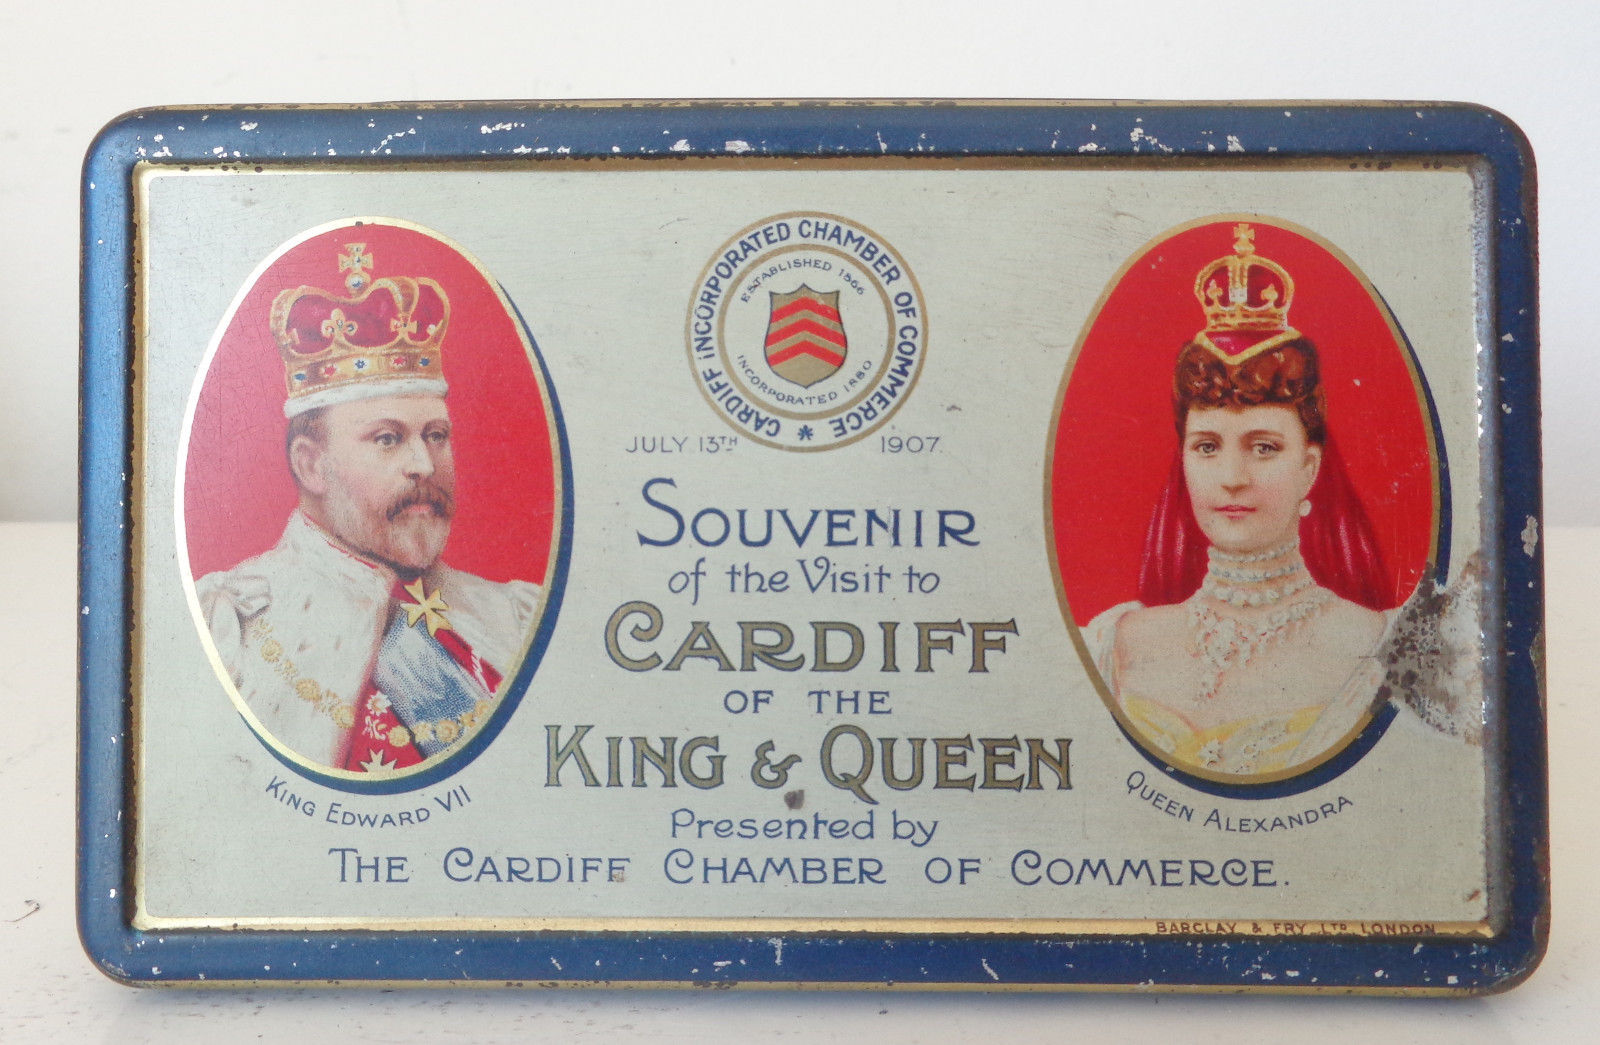 CARDIFF INCORPORATED CHAMBER OF COMMERCE *
ESTABLISHED 1866
INCORPORATED 1880
JULY 13TH 1907.
SOUVENIR
of the Visit to
CARDIFF
OF THE
KING & QUEEN
Presented by
THE CARDIFF CHAMBER OF COMMERCE.
KING EDWARD VII
QUEEN ALEXANDRA
BARCLAY & FRY LTD LONDON